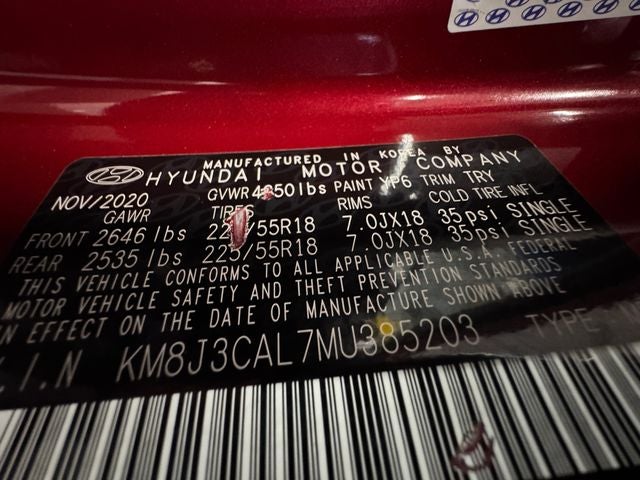 MANUFACTURED IN KOREA BY
HYUNDAI MOTOR COMPANY
NOV/2020 GVWR 4350lbs PAINT YP6 TRIM TRY
GAWR TIRES RIMS COLD TIRE INFL.
FRONT 2646 lbs 225/55R18 7.0JX18 35psi SINGLE
REAR 2535 lbs 225/55R18 7.0JX18 35psi SINGLE
THIS VEHICLE CONFORMS TO ALL APPLICABLE U.S.A. FEDERAL
MOTOR VEHICLE SAFETY AND THEFT PREVENTION STANDARDS
IN EFFECT ON THE DATE OF MANUFACTURE SHOWN ABOVE
V.I.N KM8J3CAL7MU385203 TYPE